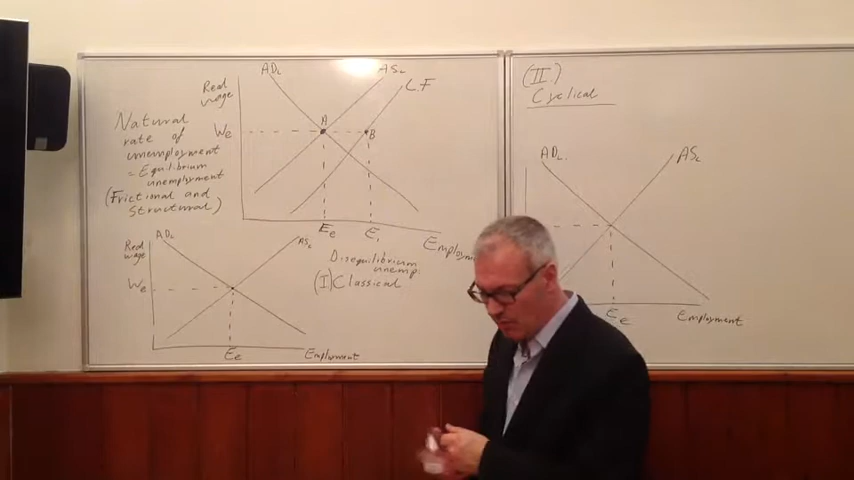 Natural
rate of
unemployment
= Equilibrium
unemployment
(Frictional and
Structural)
Real
wage
We
ADL
ASL
LF
A
B
Ee
E1
Employm
Real
wage
We
ADL
ASL
Ee
Employment
Disequilibrium
unemp.
(I) Classical
(II.)
Cyclical
ADL.
ASL
Ee
Employment